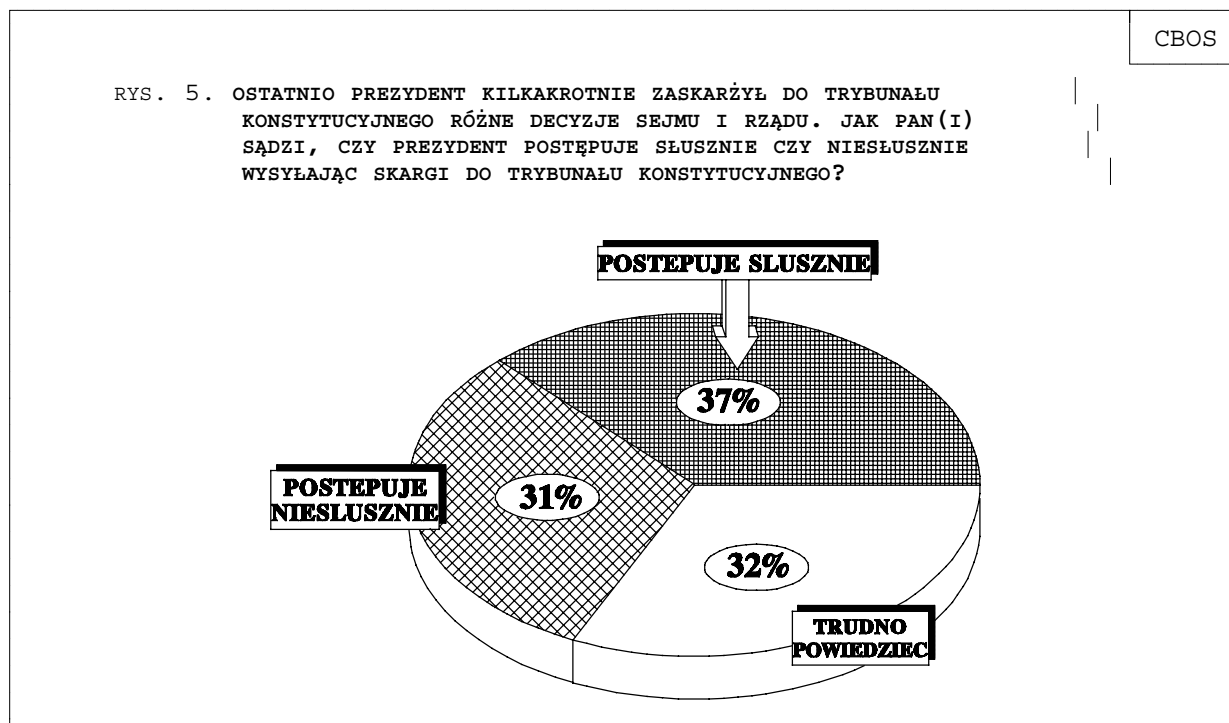 CBOS
RYS. 5. OSTATNIO PREZYDENT KILKAKROTNIE ZASKARŻYŁ DO TRYBUNAŁU
KONSTYTUCYJNEGO RÓŻNE DECYZJE SEJMU I RZĄDU. JAK PAN(I)
SĄDZI, CZY PREZYDENT POSTĘPUJE SŁUSZNIE CZY NIESŁUSZNIE
WYSYŁAJĄC SKARGI DO TRYBUNAŁU KONSTYTUCYJNEGO?
POSTEPUJE SLUSZNIE
37%
POSTEPUJE
NIESLUSZNIE
31%
32%
TRUDNO
POWIEDZIEC